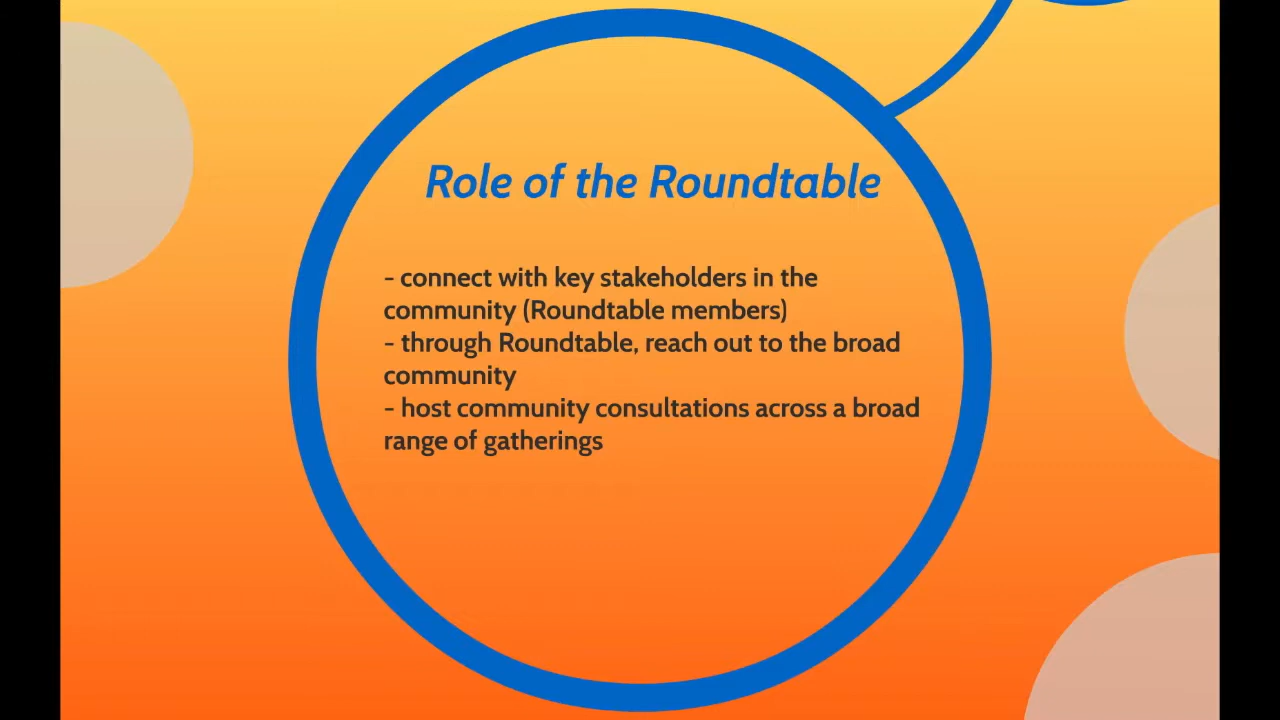 Role of the Roundtable
- connect with key stakeholders in the
community (Roundtable members)
- through Roundtable, reach out to the broad
community
- host community consultations across a broad
range of gatherings